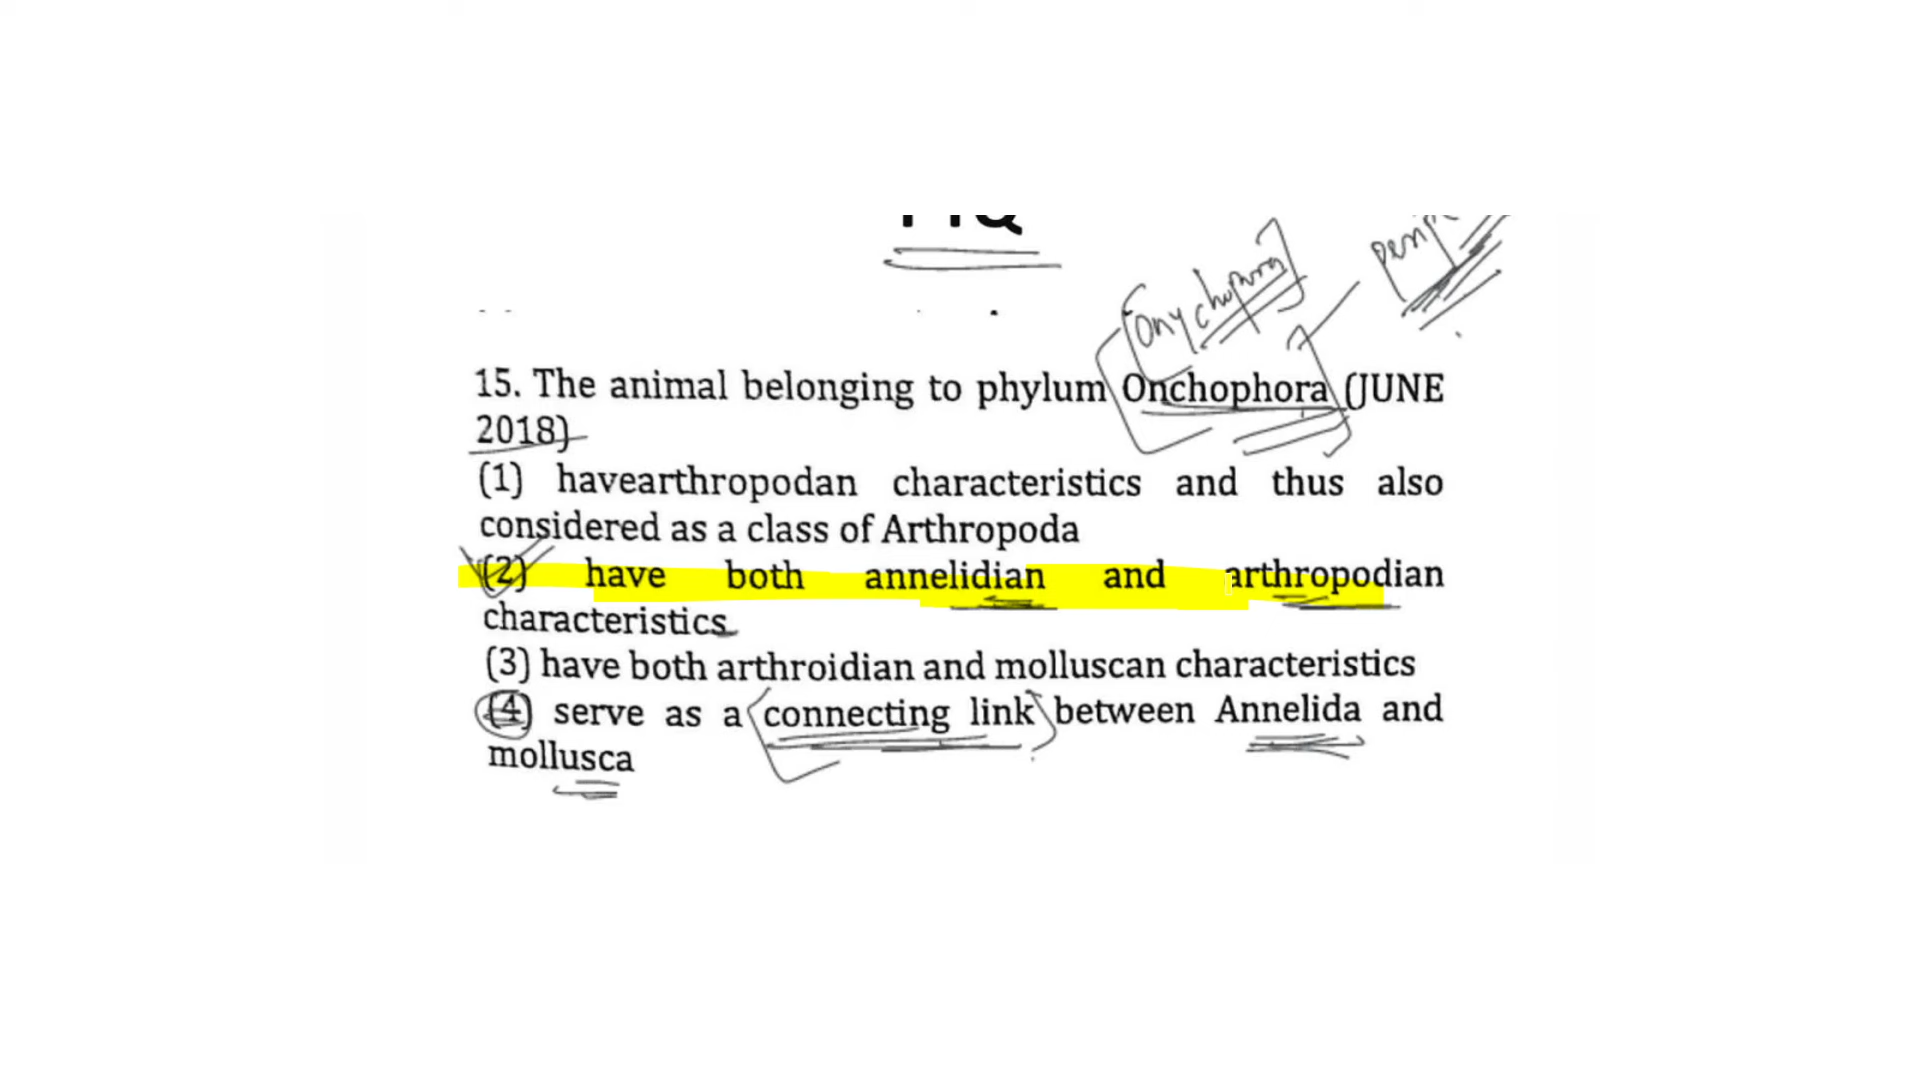 [Onychophora]
15. The animal belonging to phylum Onchophora (JUNE
2018)
(1) havearthropodan characteristics and thus also
considered as a class of Arthropoda
(2) have both annelidian and arthropodian
characteristics
(3) have both arthroidian and molluscan characteristics
(4) serve as a connecting link between Annelida and
mollusca